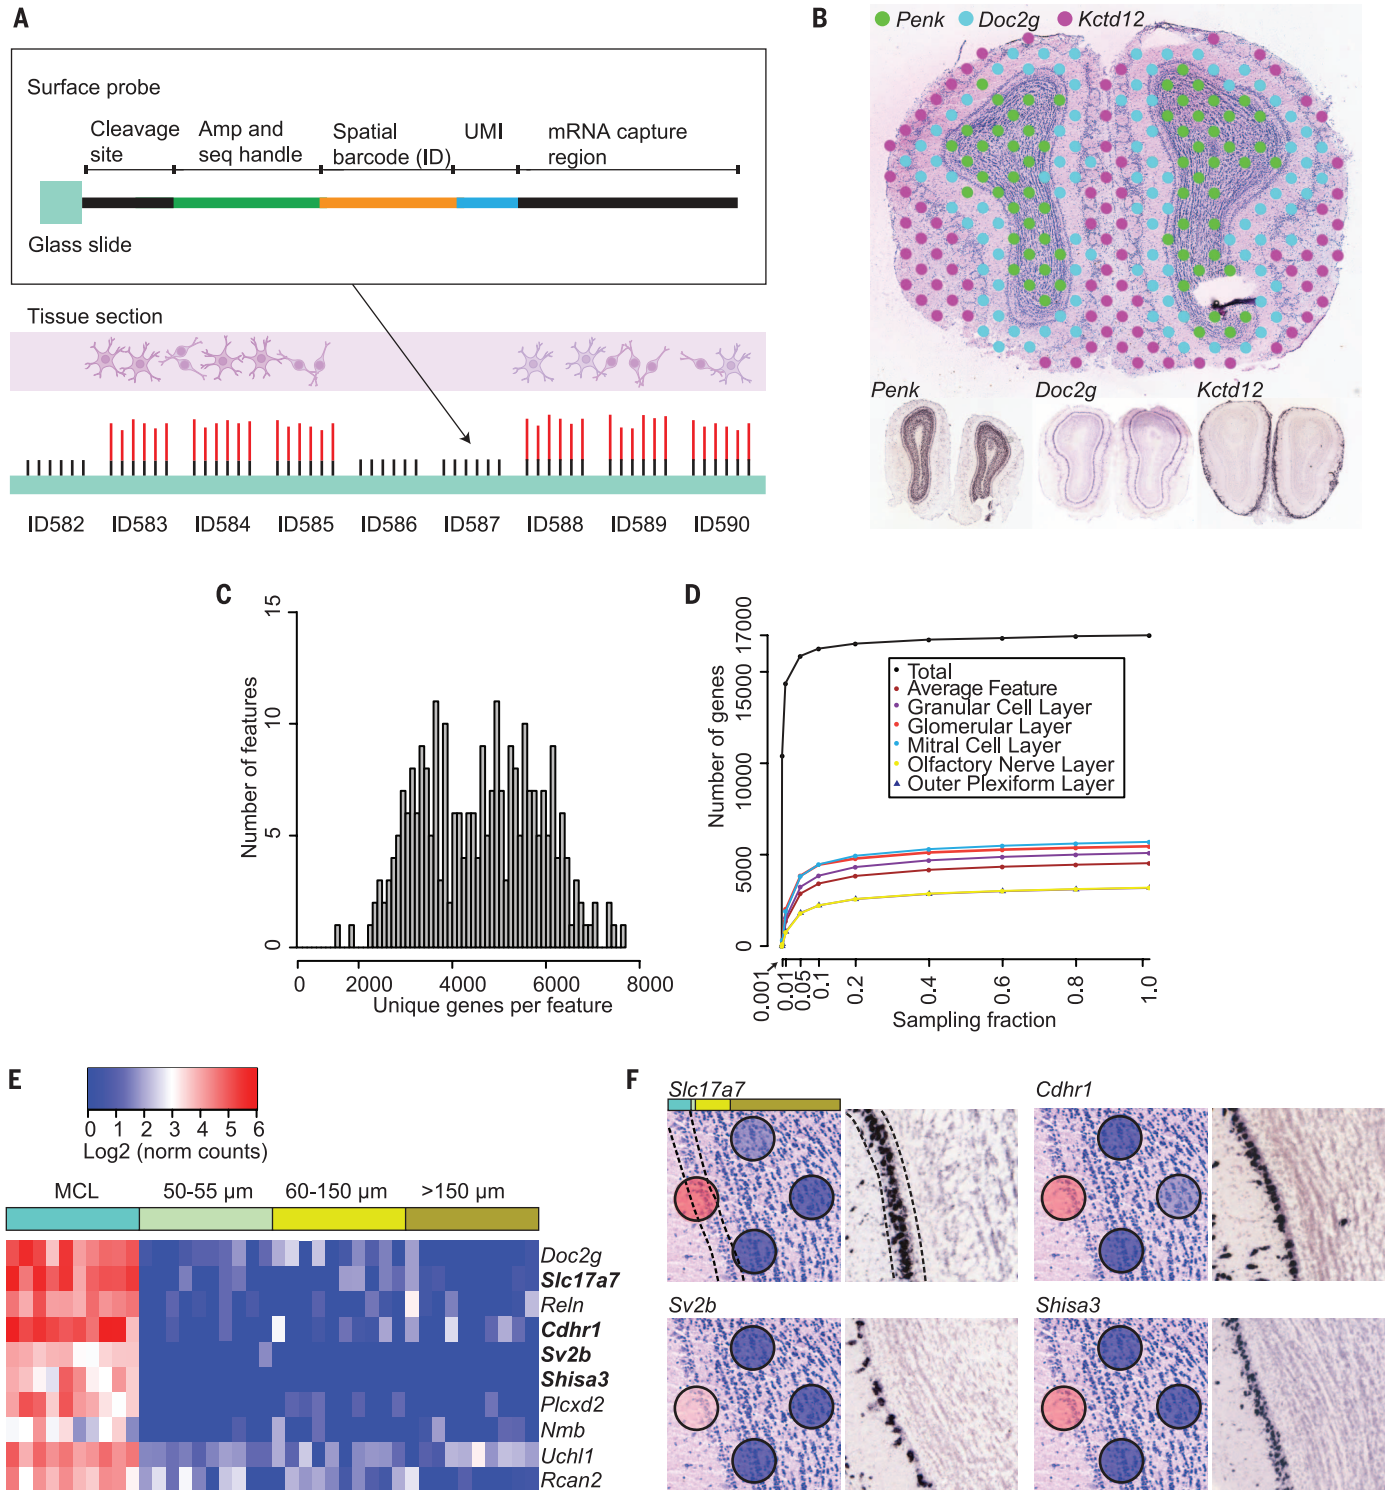 A
Surface probe
Cleavage site
Amp and seq handle
Spatial barcode (ID)
UMI
mRNA capture region
Glass slide
Tissue section
ID582 ID583 ID584 ID585 ID586 ID587 ID588 ID589 ID590
B
Penk Doc2g Kctd12
Penk Doc2g Kctd12
C
Number of features
15
10
5
0
0 2000 4000 6000 8000
Unique genes per feature
D
Number of genes
17000
15000
10000
5000
0
Total
Average Feature
Granular Cell Layer
Glomerular Layer
Mitral Cell Layer
Olfactory Nerve Layer
Outer Plexiform Layer
0.001 0.01 0.05 0.1 0.2 0.4 0.6 0.8 1.0
Sampling fraction
E
0 1 2 3 4 5 6
Log2 (norm counts)
MCL 50-55 µm 60-150 µm >150 µm
Doc2g
Slc17a7
Reln
Cdhr1
Sv2b
Shisa3
Plcxd2
Nmb
Uchl1
Rcan2
F
Slc17a7 Cdhr1
Sv2b Shisa3